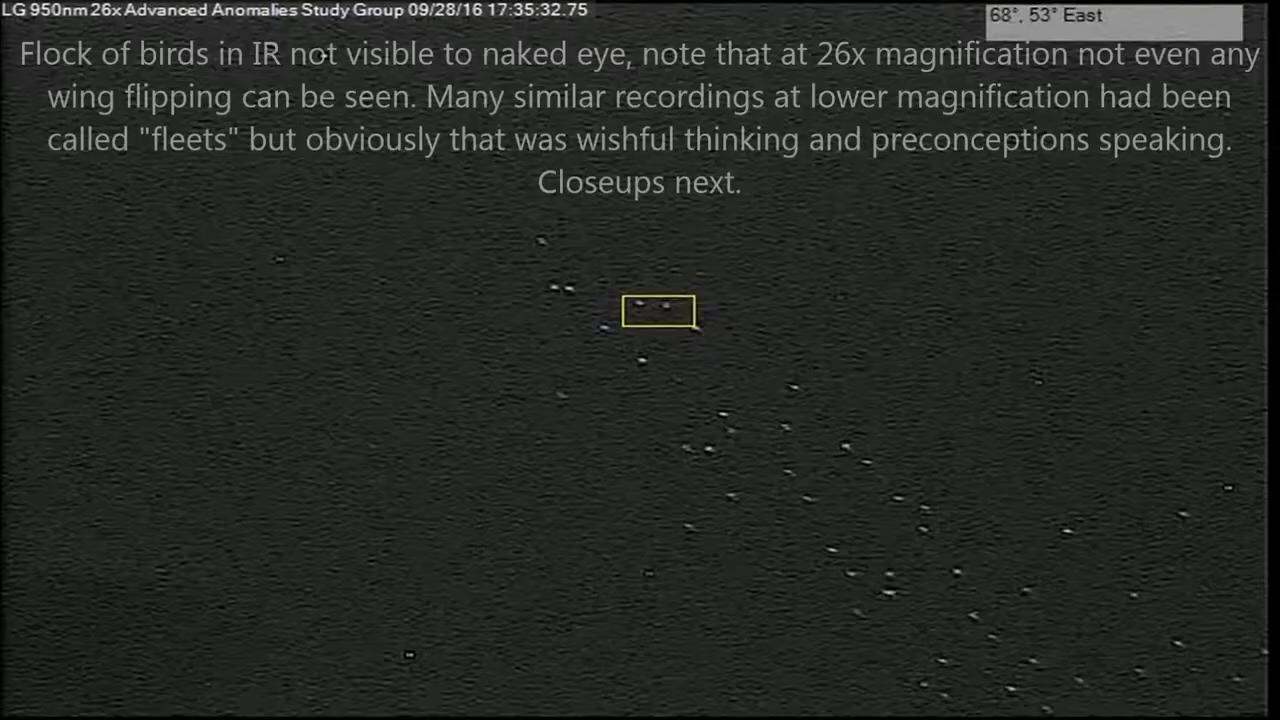 LG 950nm 26x Advanced Anomalies Study Group 09/28/16 17:35:32.75
68°, 53° East
Flock of birds in IR not visible to naked eye, note that at 26x magnification not even any
wing flipping can be seen. Many similar recordings at lower magnification had been
called "fleets" but obviously that was wishful thinking and preconceptions speaking.
Closeups next.